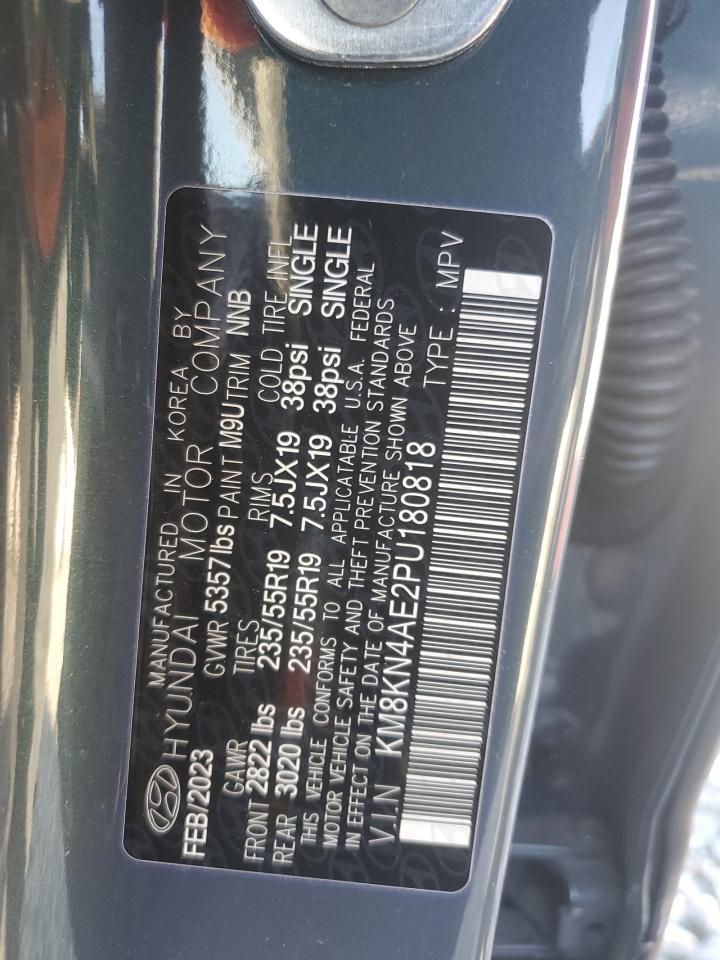 MANUFACTURED IN KOREA BY
HYUNDAI MOTOR COMPANY
FEB/2023 GVWR 5357 lbs PAINT M9U TRIM NNB
GAWR TIRES RIMS COLD TIRE INFL
FRONT 2822 lbs 235/55R19 7.5JX19 38psi SINGLE
REAR 3020 lbs 235/55R19 7.5JX19 38psi SINGLE
THIS VEHICLE CONFORMS TO ALL APPLICATABLE U.S.A. FEDERAL
MOTOR VEHICLE SAFETY AND THEFT PREVENTION STANDARDS
IN EFFECT ON THE DATE OF MANUFACTURE SHOWN ABOVE
V.I.N KM8KN4AE2PU180818 TYPE : MPV